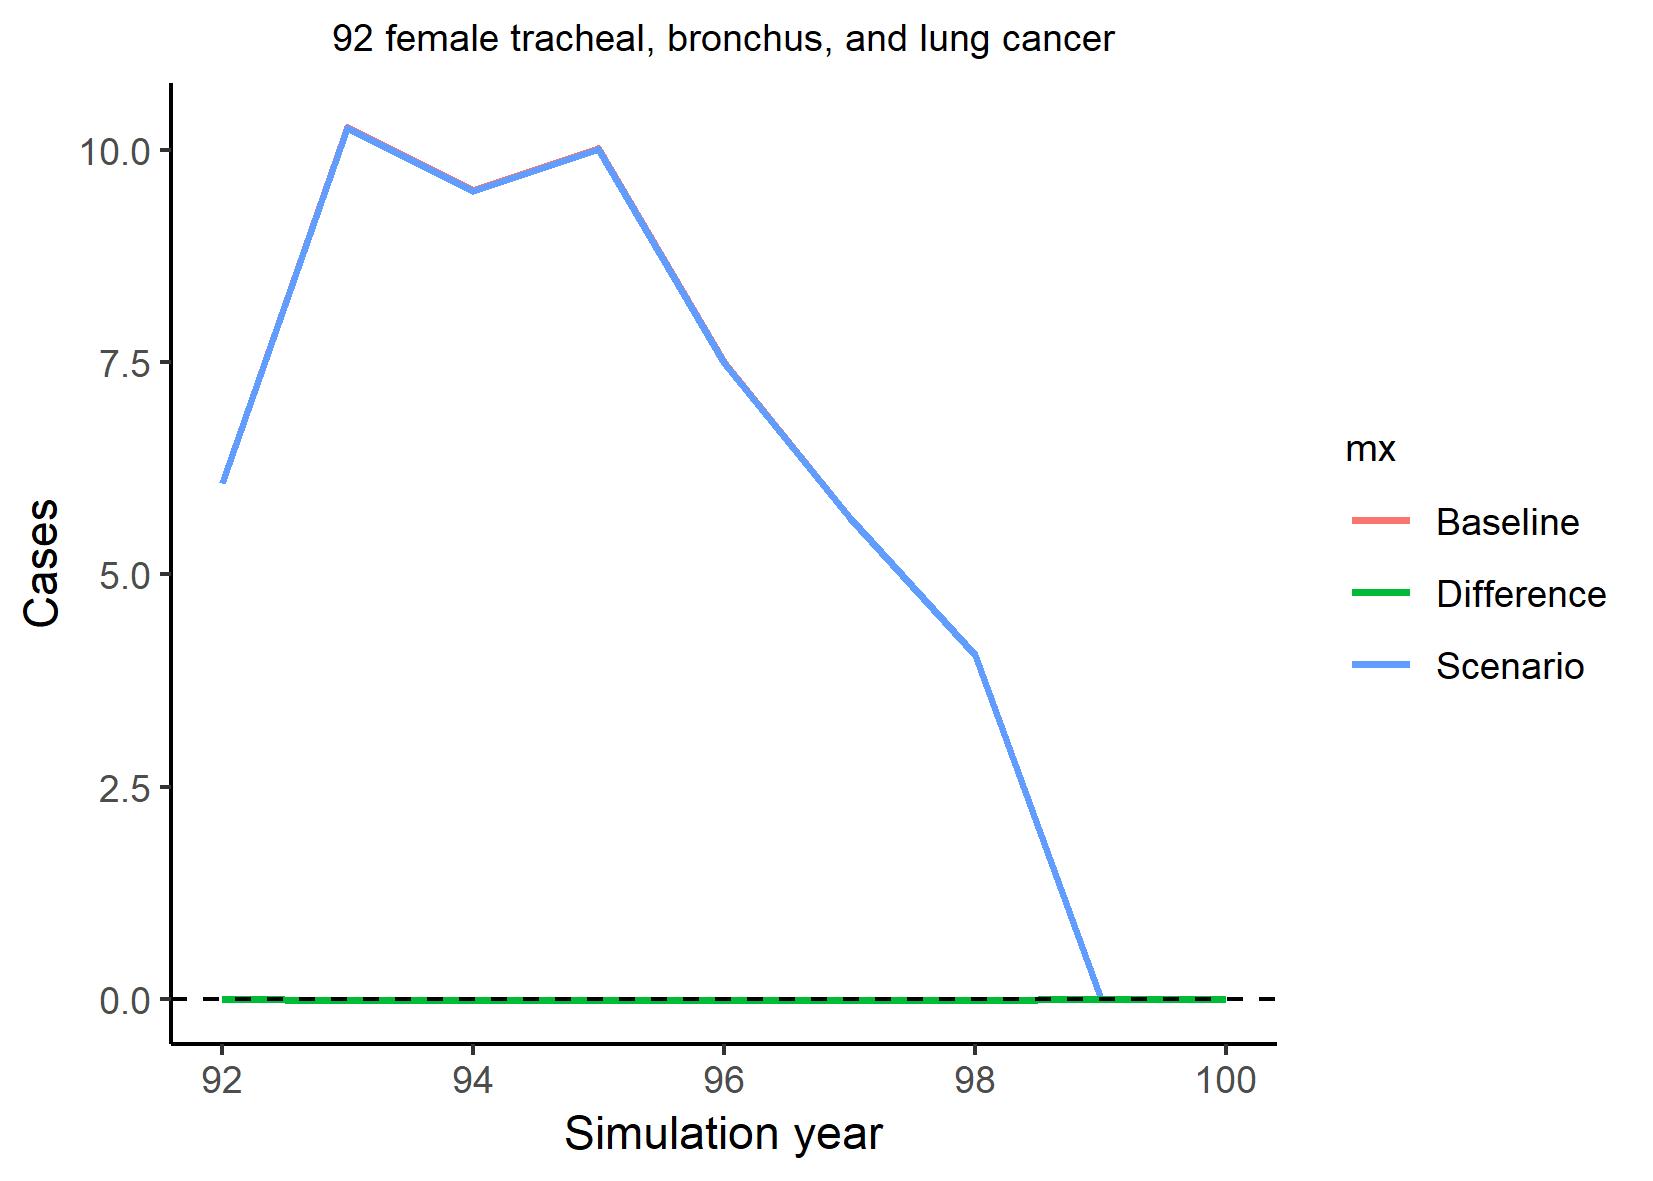 92 female tracheal, bronchus, and lung cancer
10.0
7.5
5.0
2.5
0.0
Cases
92 94 96 98 100
Simulation year
mx
Baseline
Difference
Scenario